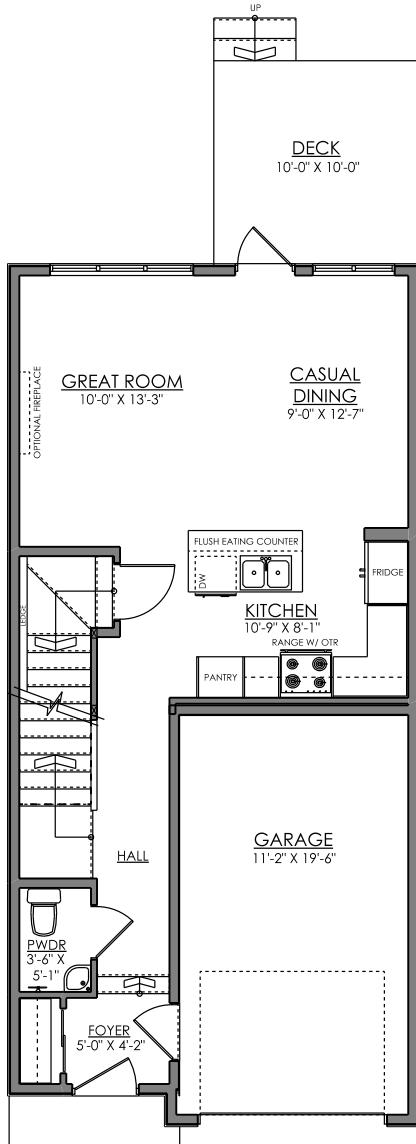 UP
DECK
10'-0" X 10'-0"
GREAT ROOM
10'-0" X 13'-3"
CASUAL
DINING
9'-0" X 12'-7"
OPTIONAL FIREPLACE
FLUSH EATING COUNTER
DW
FRIDGE
LEDGE
KITCHEN
10'-9" X 8'-1"
RANGE W/ OTR
PANTRY
GARAGE
11'-2" X 19'-6"
HALL
PWDR
3'-6" X
5'-1"
FOYER
5'-0" X 4'-2"